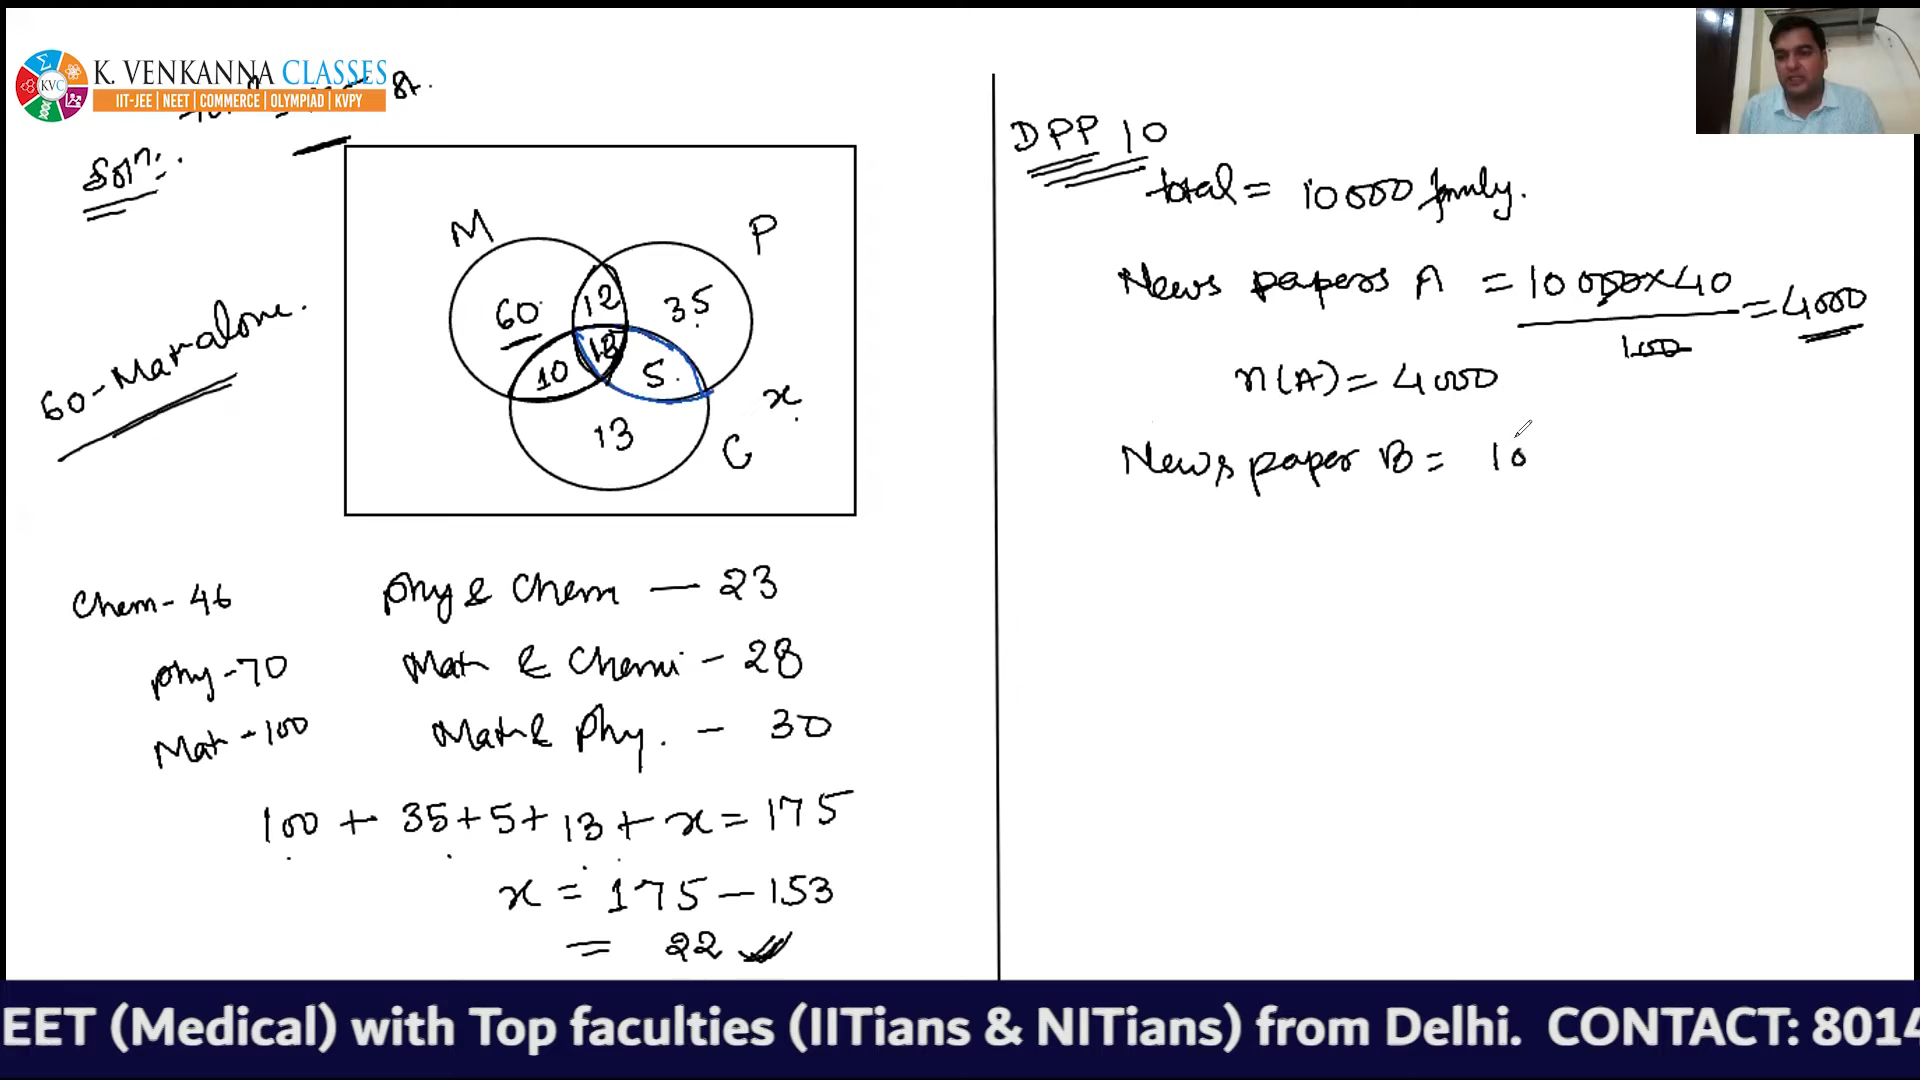 K. VENKANNA CLASSES
IIT-JEE | NEET | COMMERCE | OLYMPIAD | KVPY
KVC
Soln.
M
P
60
12
35
18
10
5
x
13
C
60-Mat alone.
Chem - 46
Phy & Chem — 23
Phy - 70
Mat & Chemi - 28
Mat - 100
Mat & Phy. - 30
100 + 35 + 5 + 13 + x = 175
x = 175 - 153
= 22
DPP 10
total = 10000 family.
News papers A = 10000 x 40 = 4000
100
n(A) = 4000
News paper B = 10
EET (Medical) with Top faculties (IITians & NITians) from Delhi. CONTACT: 8014